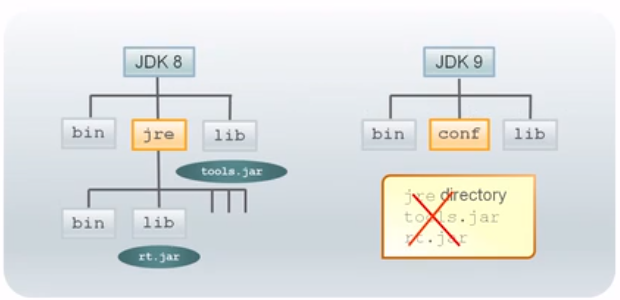 JDK 8
bin
jre
lib
tools.jar
bin
lib
rt.jar
JDK 9
bin
conf
lib
jre directory
tools.jar
rt.jar